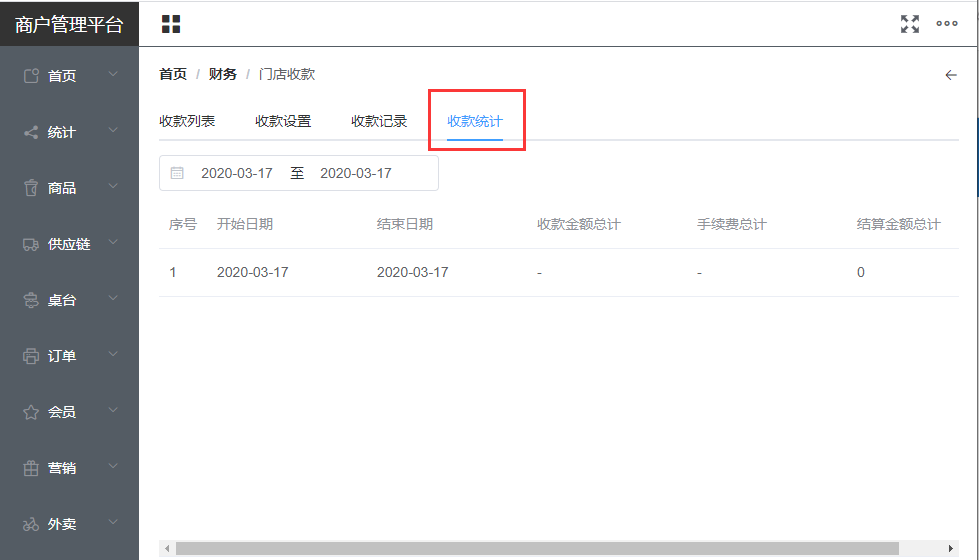 商户管理平台
首页
统计
商品
供应链
桌台
订单
会员
营销
外卖
首页 / 财务 / 门店收款
收款列表 收款设置 收款记录 收款统计
2020-03-17 至 2020-03-17
序号 开始日期 结束日期 收款金额总计 手续费总计 结算金额总计
1 2020-03-17 2020-03-17 - - 0